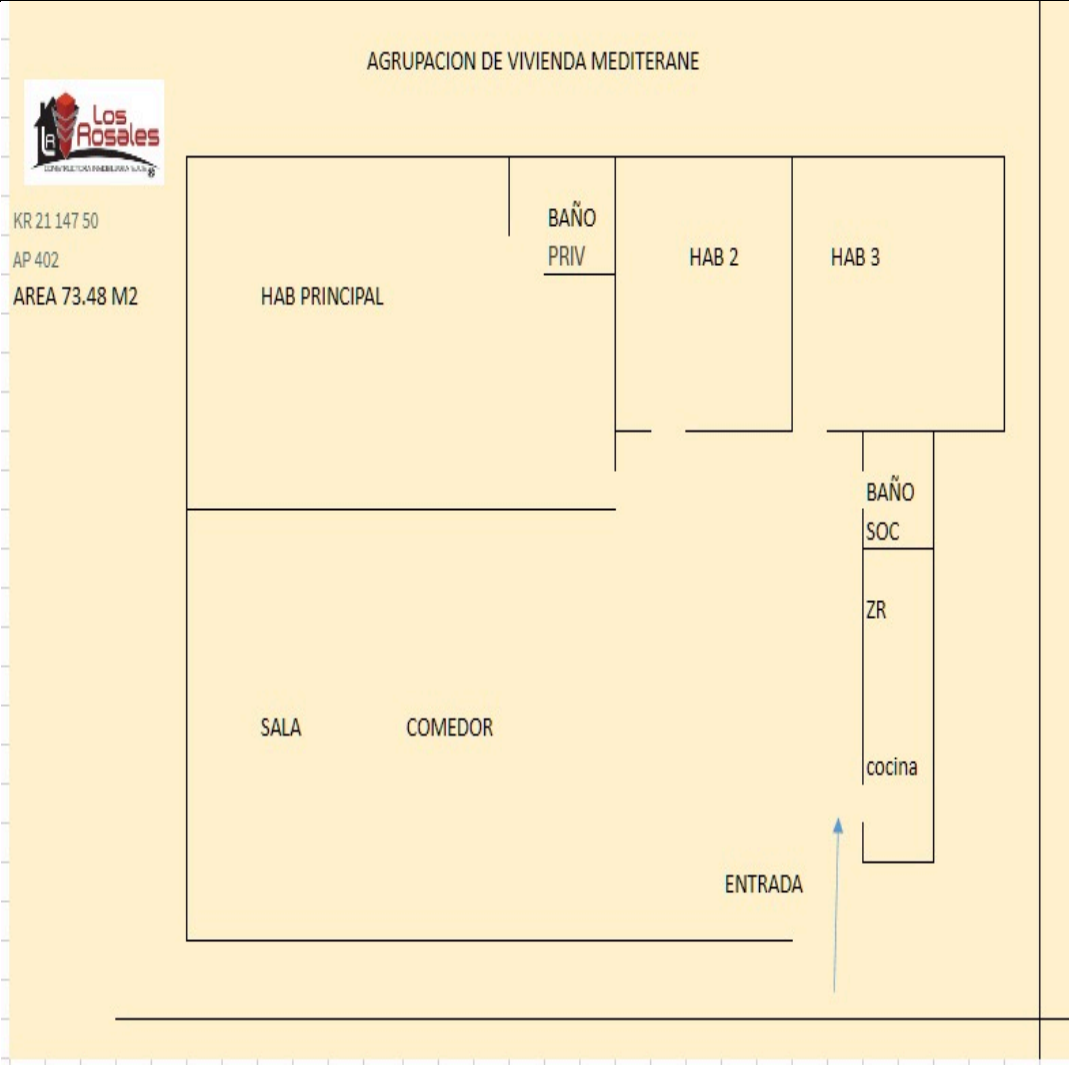 AGRUPACION DE VIVIENDA MEDITERANE
Los
Rosales
KR 21 147 50
AP 402
AREA 73.48 M2
HAB PRINCIPAL
BAÑO
PRIV
HAB 2
HAB 3
BAÑO
SOC
ZR
SALA COMEDOR
cocina
ENTRADA